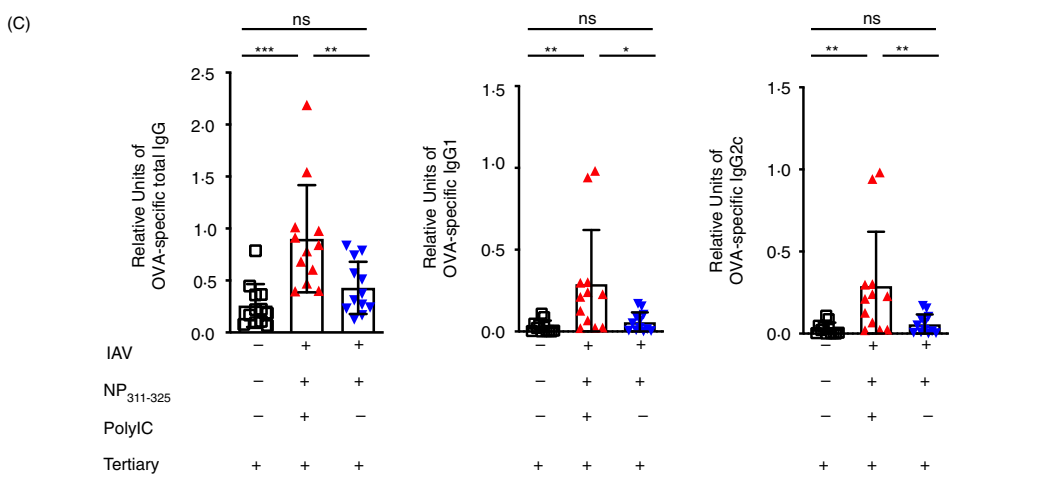 (C)
ns ns ns
*** ** ** * ** **
Relative Units of
OVA-specific total IgG
2·5
2·0
1·5
1·0
0·5
0·0
Relative Units of
OVA-specific IgG1
1·5
1·0
0·5
0·0
Relative Units of
OVA-specific IgG2c
1·5
1·0
0·5
0·0
IAV – + + – + + – + +
NP311-325 – + + – + + – + +
PolyIC – + – – + – – + –
Tertiary + + + + + + + + +